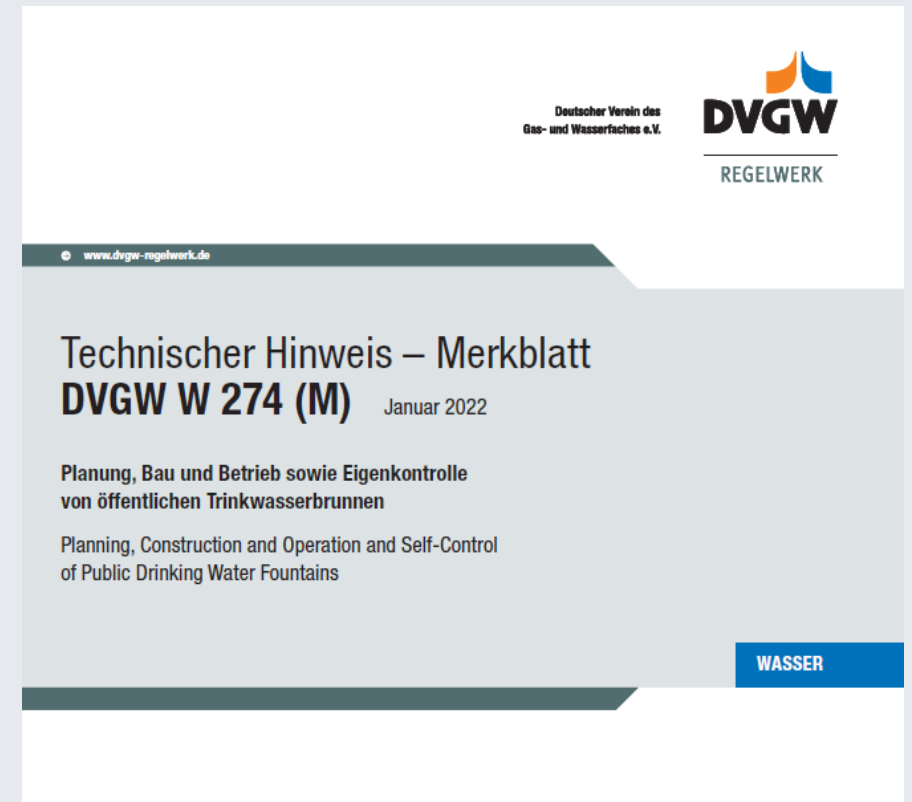 Deutscher Verein des
Gas- und Wasserfaches e.V.
DVGW
REGELWERK
www.dvgw-regelwerk.de
Technischer Hinweis – Merkblatt
DVGW W 274 (M) Januar 2022
Planung, Bau und Betrieb sowie Eigenkontrolle
von öffentlichen Trinkwasserbrunnen
Planning, Construction and Operation and Self-Control
of Public Drinking Water Fountains
WASSER